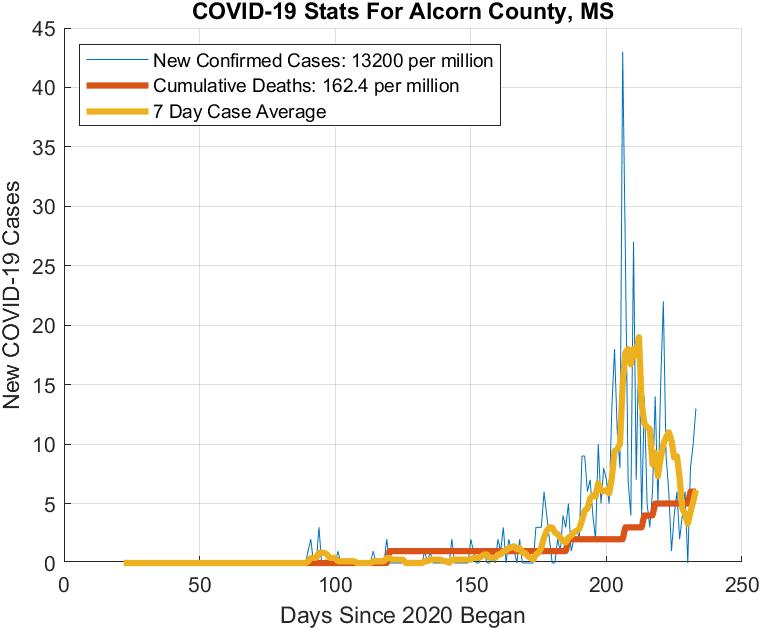 COVID-19 Stats For Alcorn County, MS
New Confirmed Cases: 13200 per million
Cumulative Deaths: 162.4 per million
7 Day Case Average
New COVID-19 Cases
45
40
35
30
25
20
15
10
5
0
0 50 100 150 200 250
Days Since 2020 Began